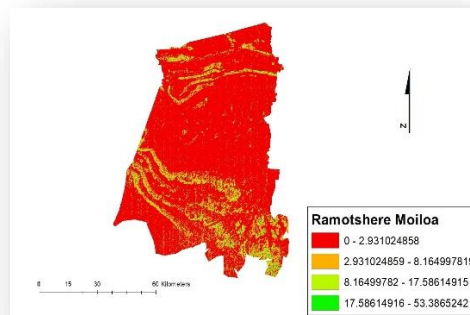 N
Ramotshere Moiloa
0 - 2.931024858
2.931024859 - 8.164997819
8.16499782 - 17.58614915
17.58614916 - 53.3865242
0 15 30 60 Kilometers